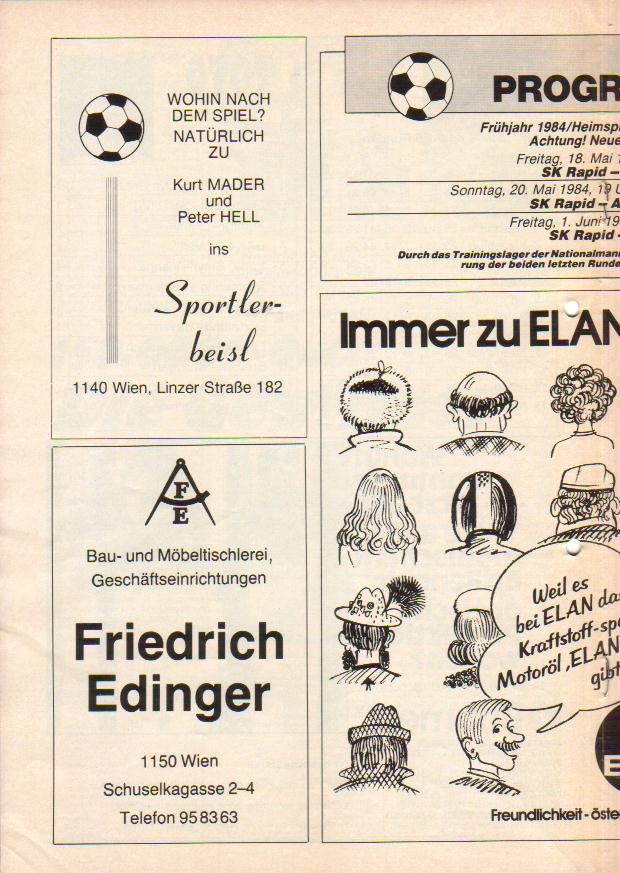 WOHIN NACH
DEM SPIEL?
NATÜRLICH
ZU
Kurt MADER
und
Peter HELL
ins
Sportler-
beisl
1140 Wien, Linzer Straße 182
F
E
Bau- und Möbeltischlerei,
Geschäftseinrichtungen
Friedrich
Edinger
1150 Wien
Schuselkagasse 2–4
Telefon 95 83 63
PROGR
Frühjahr 1984/Heimspi
Achtung! Neue
Freitag, 18. Mai 1
SK Rapid –
Sonntag, 20. Mai 1984, 19 U
SK Rapid – A
Freitag, 1. Juni 19
SK Rapid -
Durch das Trainingslager der Nationalmann
rung der beiden letzten Runde
Immer zu ELAN
Weil es
bei ELAN das
Kraftstoff-spa
Motoröl ‚ELAN
gibt
E
Freundlichkeit - öste